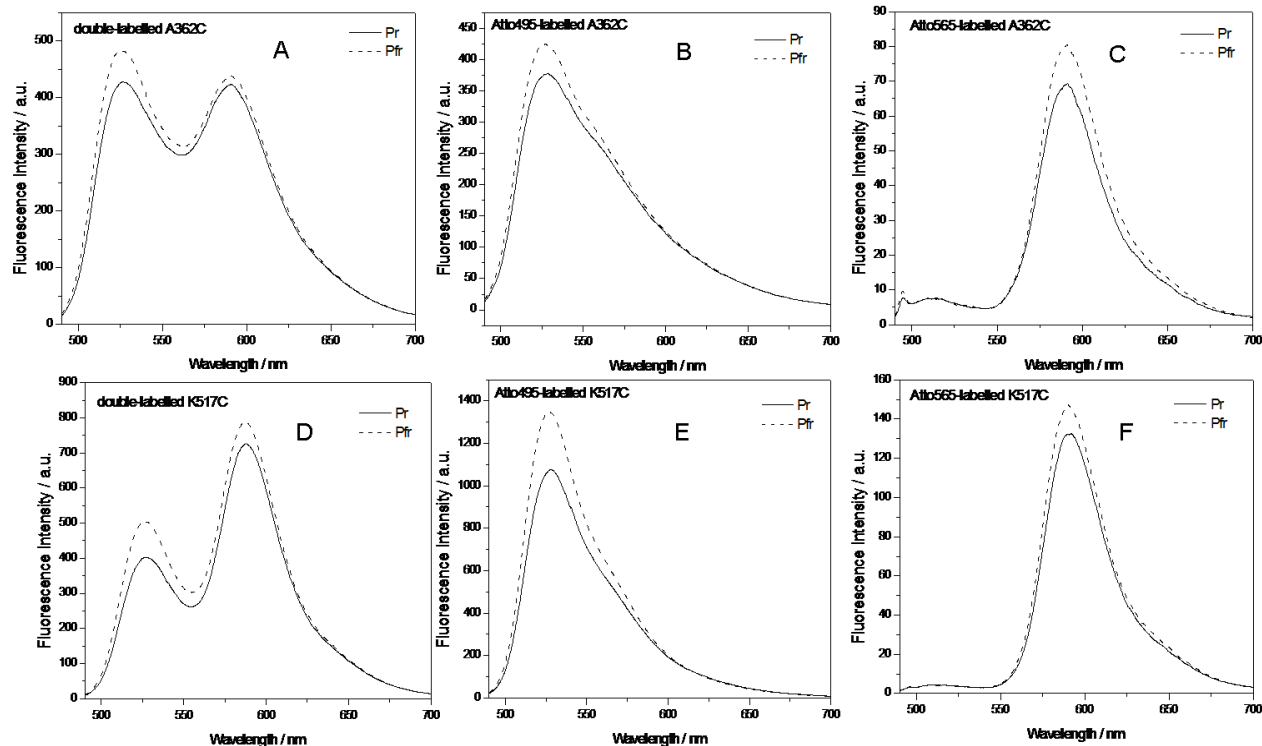 double-labelled A362C
A
Pr
Pfr
Fluorescence Intensity / a.u.
500
400
300
200
100
0
500
550
600
650
700
Wavelength / nm
Atto495-labelled A362C
B
Pr
Pfr
Fluorescence Intensity / a.u.
450
400
350
300
250
200
150
100
50
0
500
550
600
650
700
Wavelength / nm
Atto565-labelled A362C
C
Pr
Pfr
Fluorescence Intensity / a.u.
80
70
60
50
40
30
20
10
0
500
550
600
650
700
Wavelength / nm
double-labelled K517C
D
Pr
Pfr
Fluorescence Intensity / a.u.
900
800
700
600
500
400
300
200
100
0
500
550
600
650
700
Wavelength / nm
Atto495-labelled K517C
E
Pr
Pfr
Fluorescence Intensity / a.u.
1400
1200
1000
800
600
400
200
0
500
550
600
650
700
Wavelength / nm
Atto565-labelled K517C
F
Pr
Pfr
Fluorescence Intensity / a.u.
160
140
120
100
80
60
40
20
0
500
550
600
650
700
Wavelength / nm